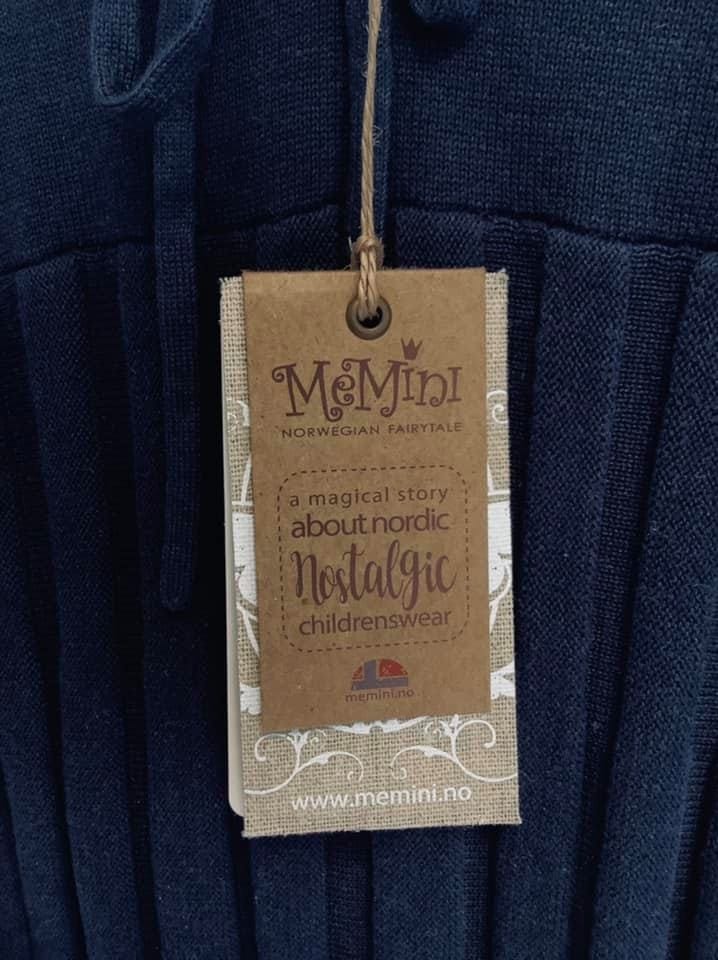 MeMini
NORWEGIAN FAIRYTALE
a magical story
about nordic
Nostalgic
childrenswear
memini.no
www.memini.no